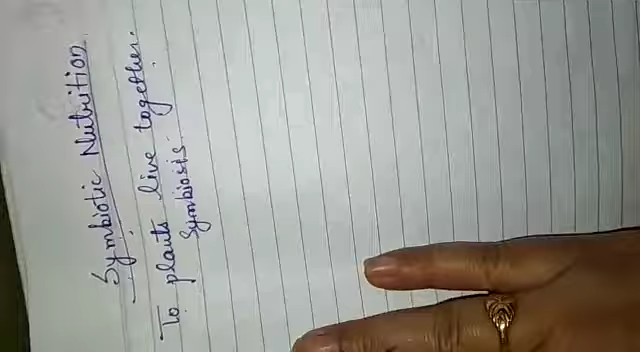 Symbiotic Nutrition
To plants live together.
Symbiosis.